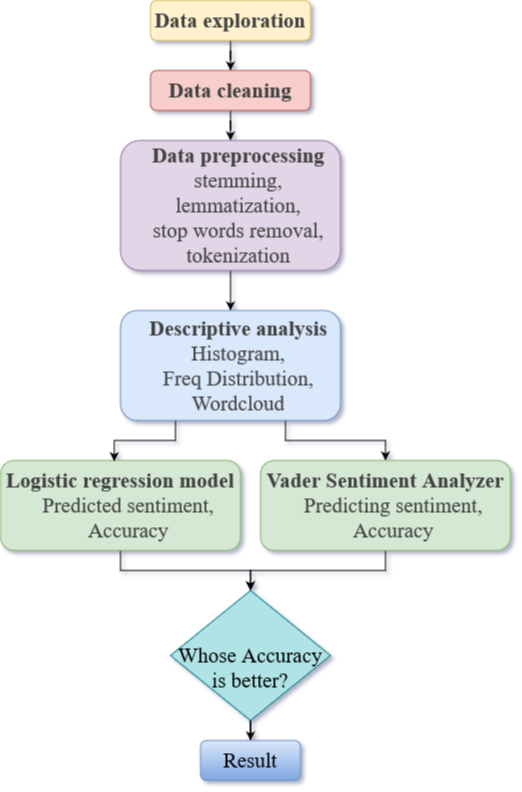 Data exploration
Data cleaning
Data preprocessing
stemming,
lemmatization,
stop words removal,
tokenization
Descriptive analysis
Histogram,
Freq Distribution,
Wordcloud
Logistic regression model
Predicted sentiment,
Accuracy
Vader Sentiment Analyzer
Predicting sentiment,
Accuracy
Whose Accuracy
is better?
Result